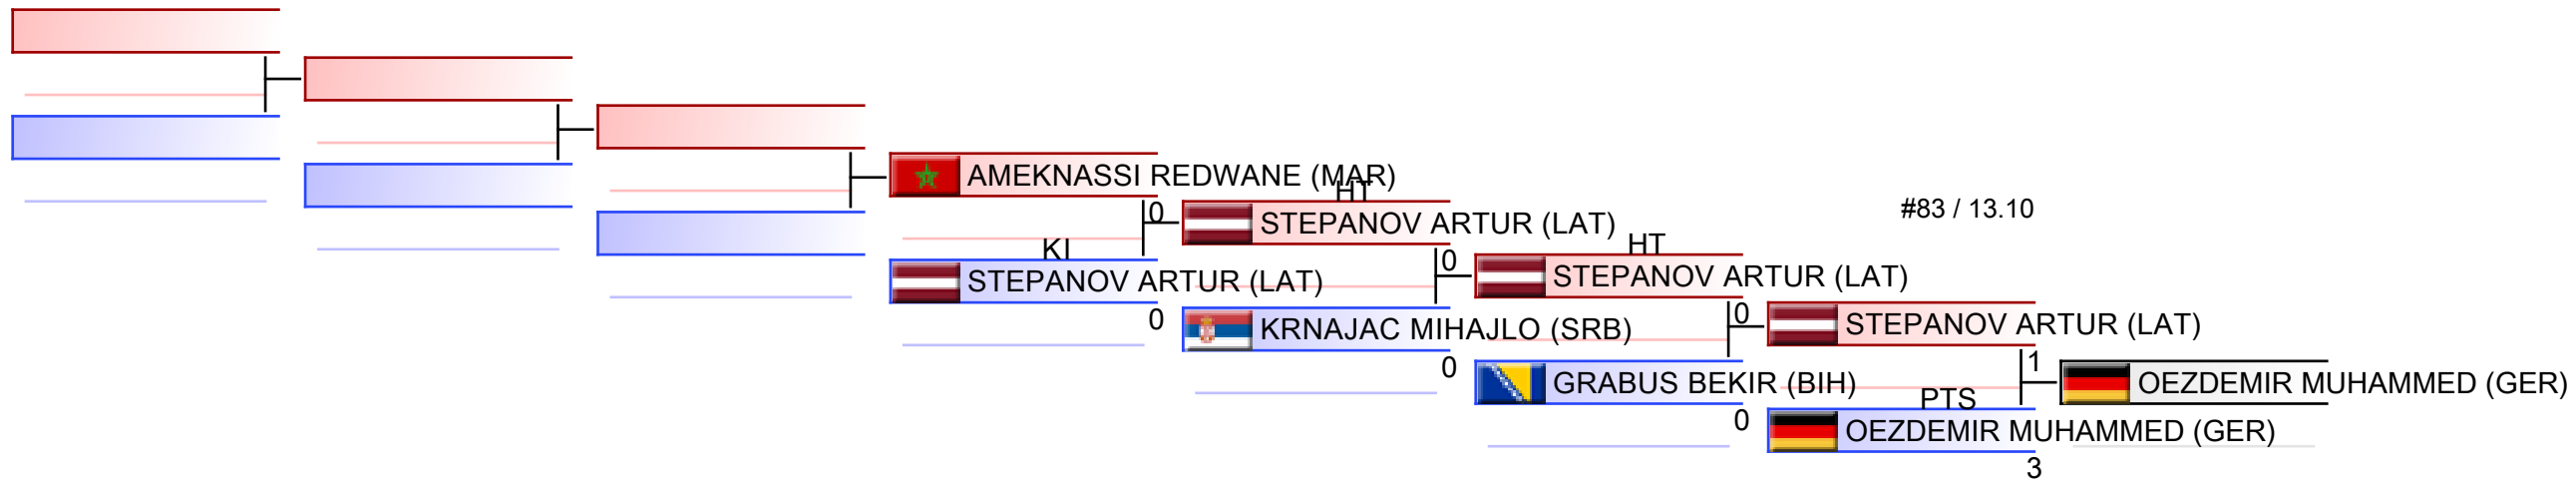 AMEKNASSI REDWANE (MAR)
HT
0
STEPANOV ARTUR (LAT)
#83 / 13.10
KI
HT
0
STEPANOV ARTUR (LAT)
STEPANOV ARTUR (LAT)
0
0
KRNAJAC MIHAJLO (SRB)
STEPANOV ARTUR (LAT)
0
1
GRABUS BEKIR (BIH)
OEZDEMIR MUHAMMED (GER)
PTS
0
OEZDEMIR MUHAMMED (GER)
3